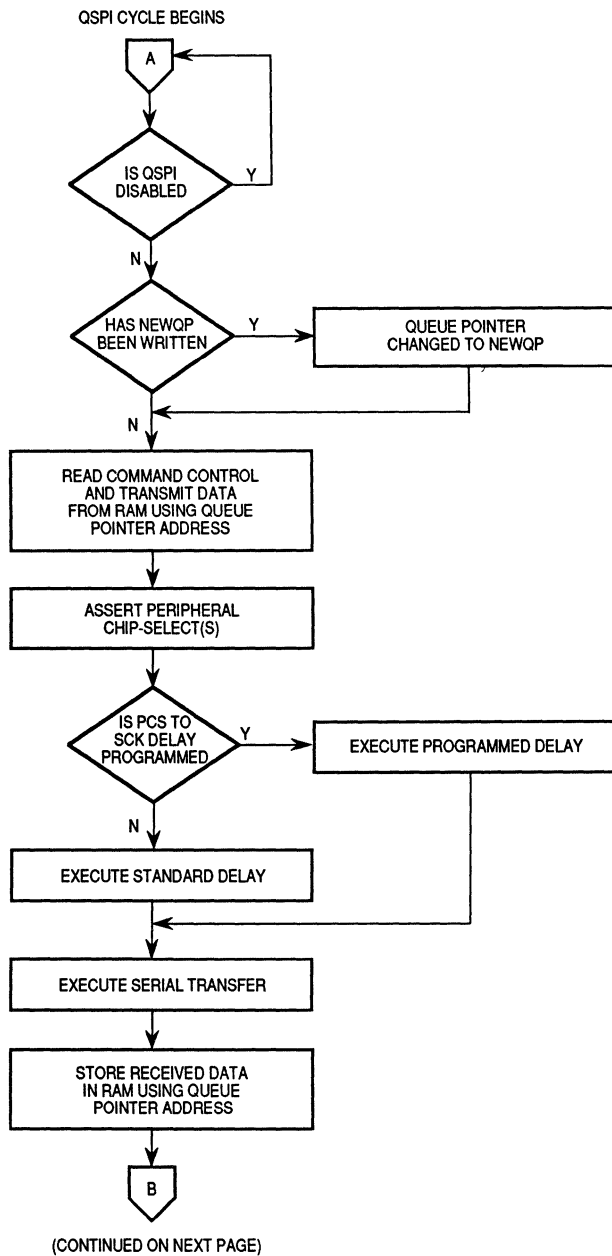 QSPI CYCLE BEGINS
A
IS QSPI
DISABLED
Y
N
HAS NEWQP
BEEN WRITTEN
Y
QUEUE POINTER
CHANGED TO NEWQP
N
READ COMMAND CONTROL
AND TRANSMIT DATA
FROM RAM USING QUEUE
POINTER ADDRESS
ASSERT PERIPHERAL
CHIP-SELECT(S)
IS PCS TO
SCK DELAY
PROGRAMMED
Y
EXECUTE PROGRAMMED DELAY
N
EXECUTE STANDARD DELAY
EXECUTE SERIAL TRANSFER
STORE RECEIVED DATA
IN RAM USING QUEUE
POINTER ADDRESS
B
(CONTINUED ON NEXT PAGE)